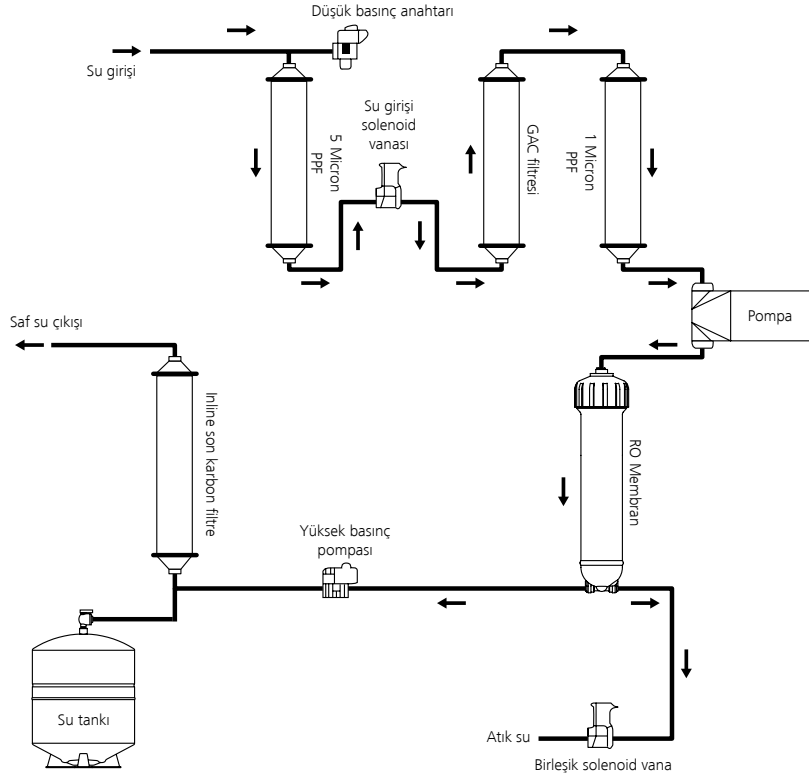 Düşük basınç anahtarı
Su girişi
Su girişi
solenoid
vanası
5 Micron
PPF
GAC filtresi
1 Micron
PPF
Pompa
Saf su çıkışı
Inline son karbon filtre
RO Membran
Yüksek basınç
pompası
Su tankı
Atık su
Birleşik solenoid vana